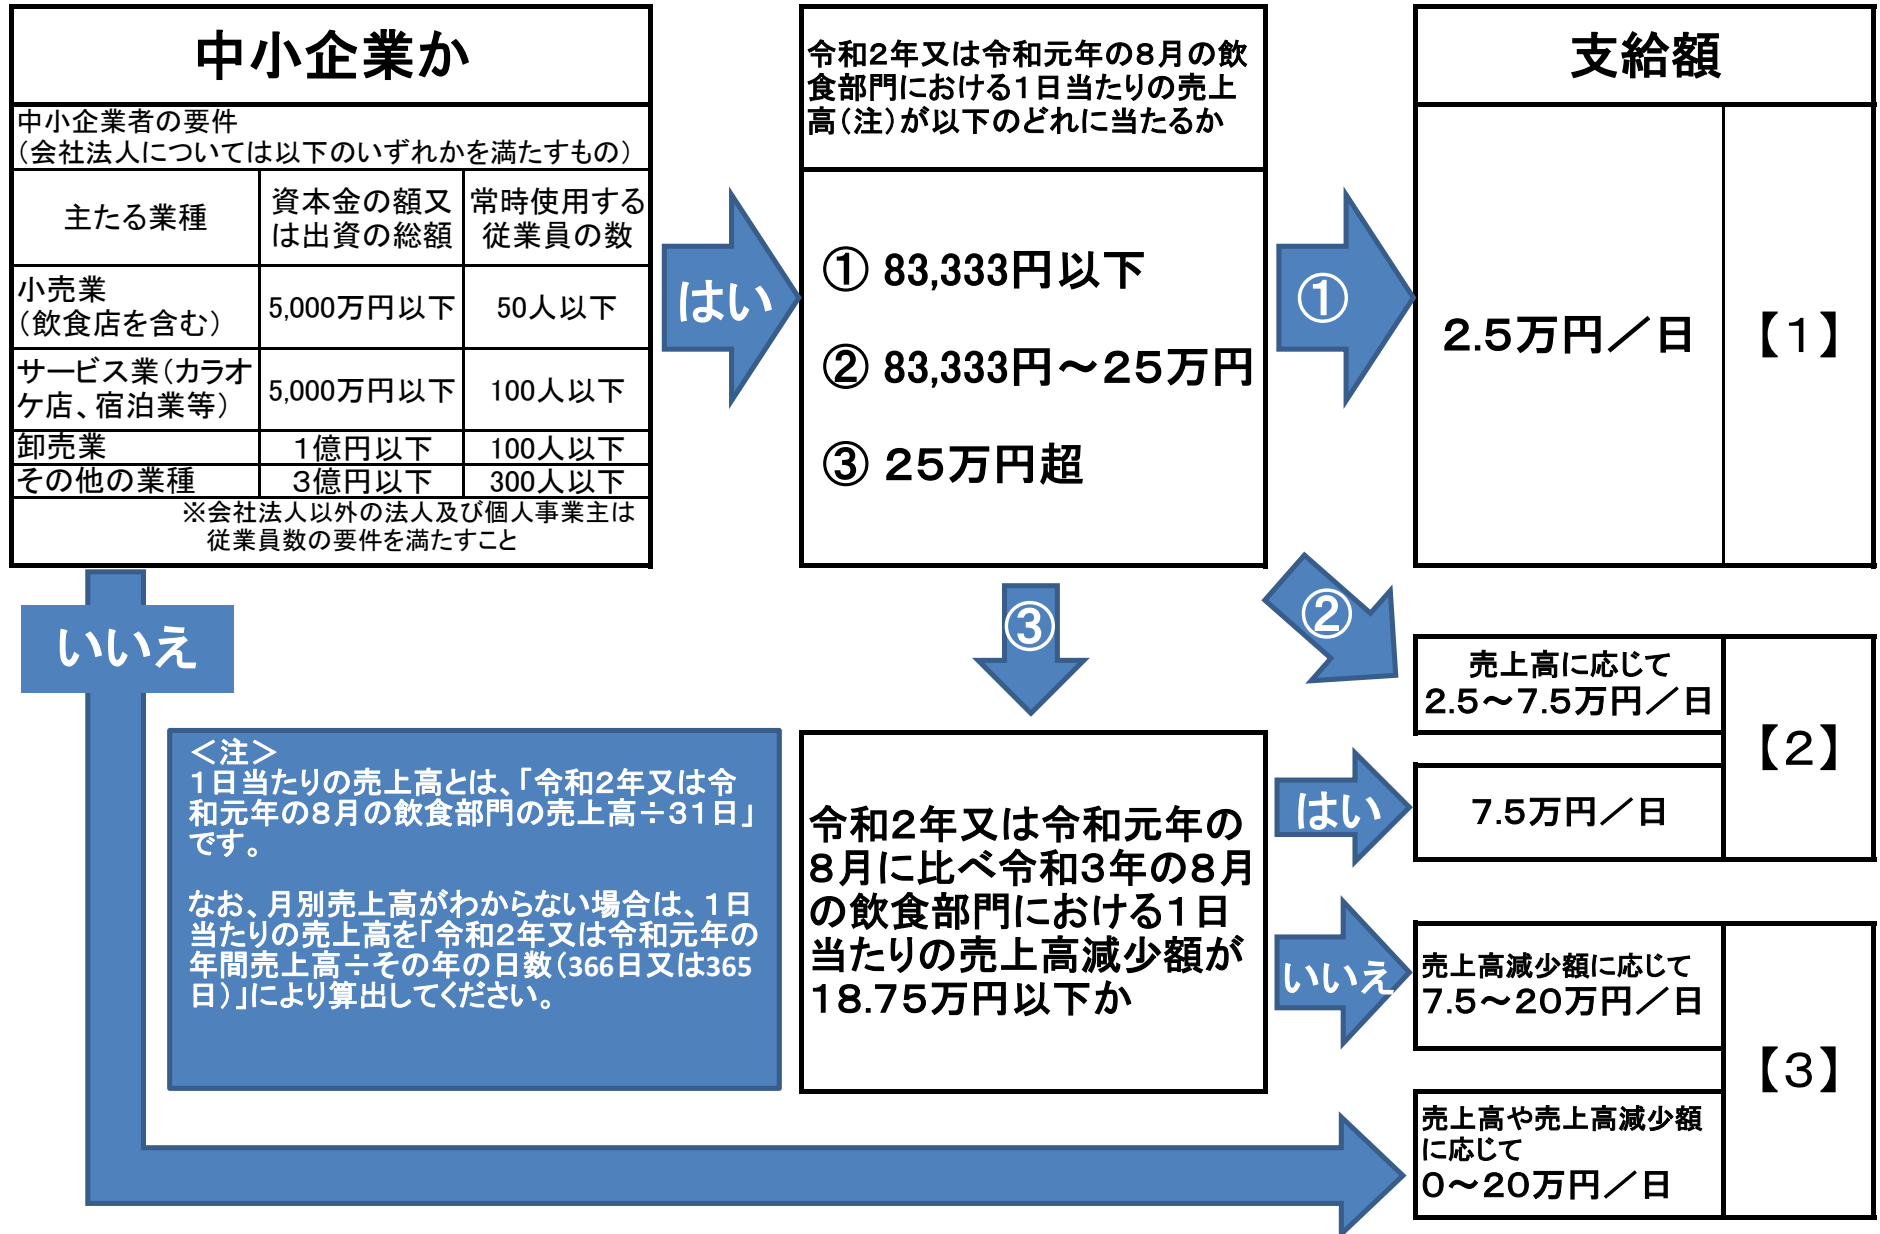 中小企業か
中小企業者の要件
（会社法人については以下のいずれかを満たすもの）
主たる業種
資本金の額又
は出資の総額
常時使用する
従業員の数
小売業
（飲食店を含む）
5,000万円以下
50人以下
サービス業（カラオ
ケ店、宿泊業等）
5,000万円以下
100人以下
卸売業
１億円以下
100人以下
その他の業種
３億円以下
300人以下
※会社法人以外の法人及び個人事業主は
従業員数の要件を満たすこと
はい
令和２年又は令和元年の８月の飲
食部門における１日当たりの売上
高（注）が以下のどれに当たるか
① 83,333円以下
② 83,333円～２５万円
③ ２５万円超
①
支給額
２.５万円／日
【１】
いいえ
③
②
売上高に応じて
２.５～７.５万円／日
【２】
７.５万円／日
＜注＞
１日当たりの売上高とは、「令和２年又は令
和元年の８月の飲食部門の売上高÷３１日」
です。
なお、月別売上高がわからない場合は、１日
当たりの売上高を「令和２年又は令和元年の
年間売上高÷その年の日数（366日又は365
日）」により算出してください。
令和２年又は令和元年の
８月に比べ令和３年の８月
の飲食部門における１日
当たりの売上高減少額が
１８.７５万円以下か
はい
いいえ
売上高減少額に応じて
７.５～２０万円／日
【３】
売上高や売上高減少額
に応じて
０～２０万円／日